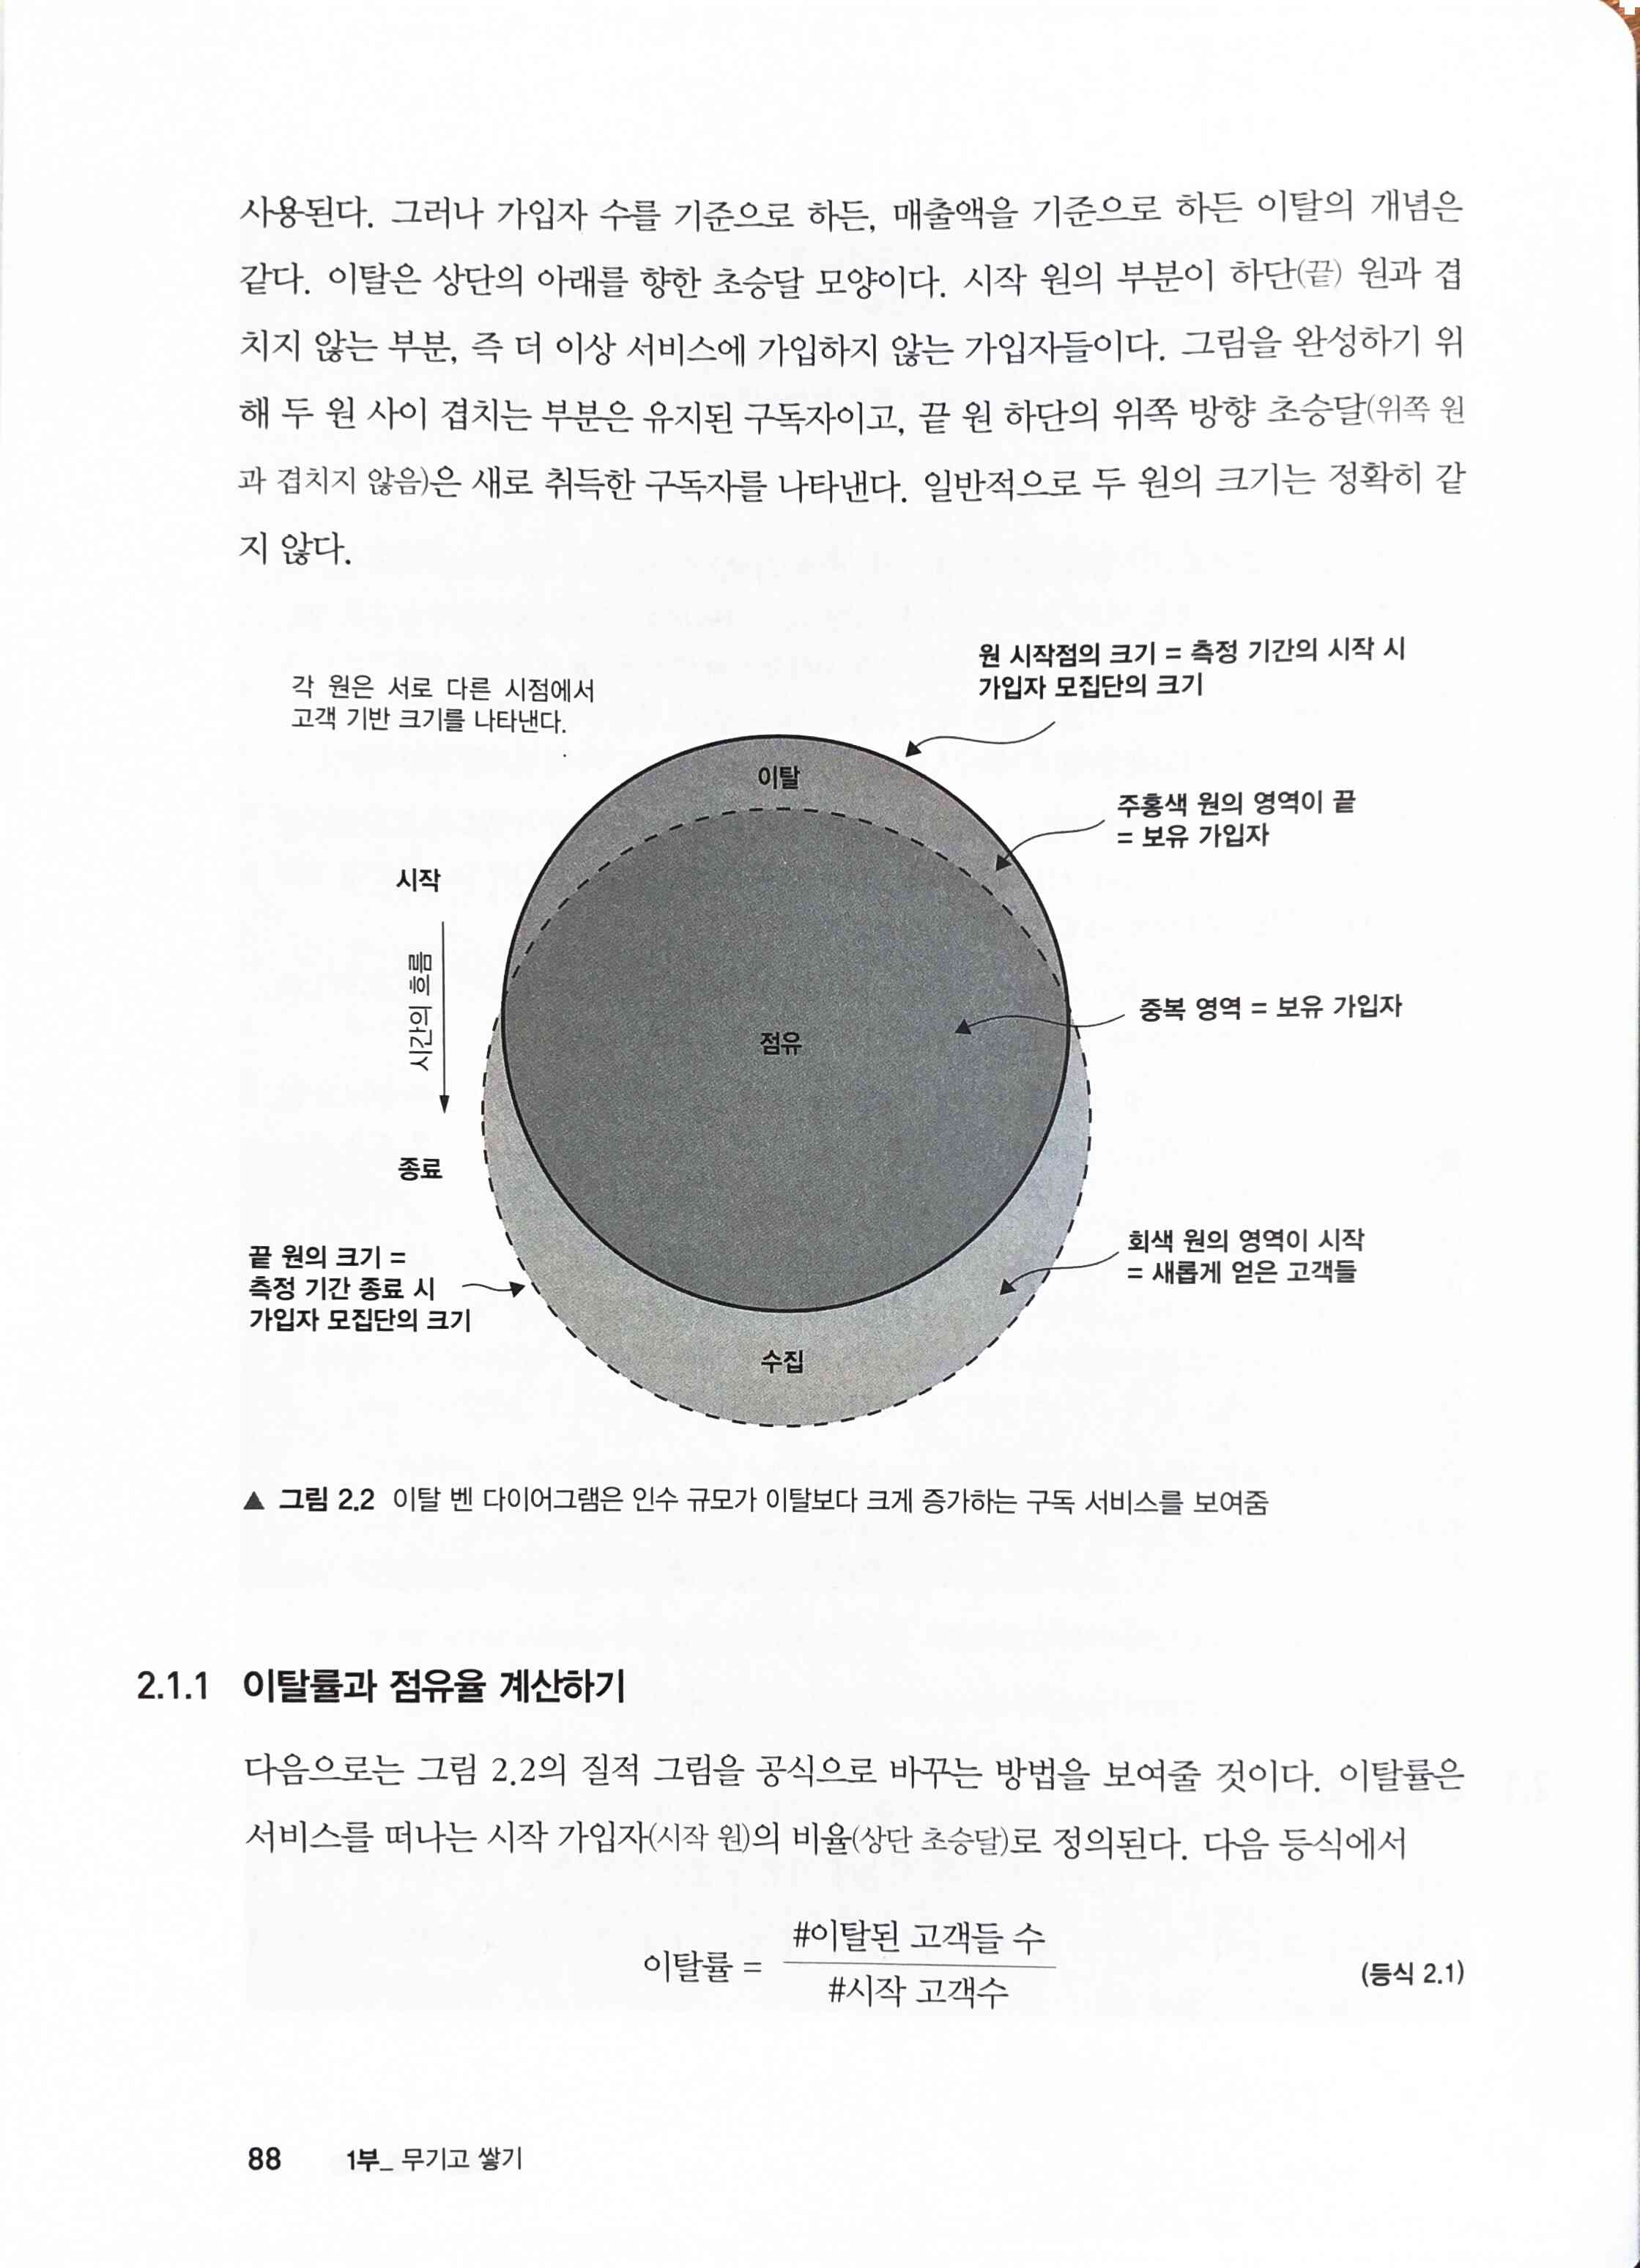 사용된다. 그러나 가입자 수를 기준으로 하든, 매출액을 기준으로 하든 이탈의 개념은
같다. 이탈은 상단의 아래를 향한 초승달 모양이다. 시작 원의 부분이 하단(끝) 원과 겹
치지 않는 부분, 즉 더 이상 서비스에 가입하지 않는 가입자들이다. 그림을 완성하기 위
해 두 원 사이 겹치는 부분은 유지된 구독자이고, 끝 원 하단의 위쪽 방향 초승달(위쪽 원
과 겹치지 않음)은 새로 취득한 구독자를 나타낸다. 일반적으로 두 원의 크기는 정확히 같
지 않다.
각 원은 서로 다른 시점에서
고객 기반 크기를 나타낸다.
원 시작점의 크기 = 측정 기간의 시작 시
가입자 모집단의 크기
이탈
주홍색 원의 영역이 끝
= 보유 가입자
시작
시간의 흐름
종료
점유
중복 영역 = 보유 가입자
끝 원의 크기 =
측정 기간 종료 시
가입자 모집단의 크기
회색 원의 영역이 시작
= 새롭게 얻은 고객들
수집
▲ 그림 2.2 이탈 벤 다이어그램은 인수 규모가 이탈보다 크게 증가하는 구독 서비스를 보여줌
2.1.1 이탈률과 점유율 계산하기
다음으로는 그림 2.2의 질적 그림을 공식으로 바꾸는 방법을 보여줄 것이다. 이탈률은
서비스를 떠나는 시작 가입자(시작 원)의 비율(상단 초승달)로 정의된다. 다음 등식에서
#이탈된 고객들 수
이탈률 =
#시작 고객수
(등식 2.1)
88 1부_ 무기고 쌓기